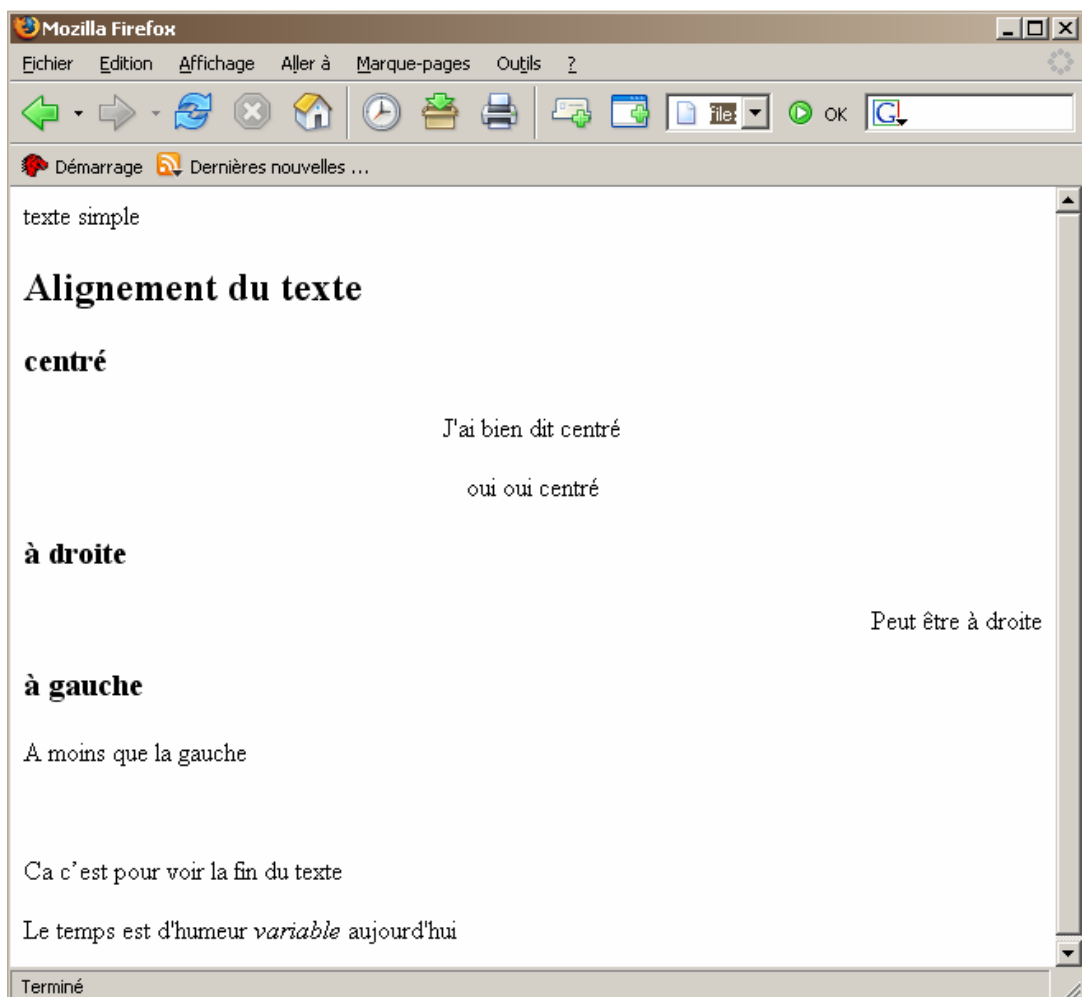 Mozilla Firefox
Fichier Edition Affichage Aller à Marque-pages Outils ?
file: OK G
Démarrage Dernières nouvelles ...
texte simple
Alignement du texte
centré
J'ai bien dit centré
oui oui centré
à droite
Peut être à droite
à gauche
A moins que la gauche
Ca c’est pour voir la fin du texte
Le temps est d'humeur variable aujourd'hui
Terminé